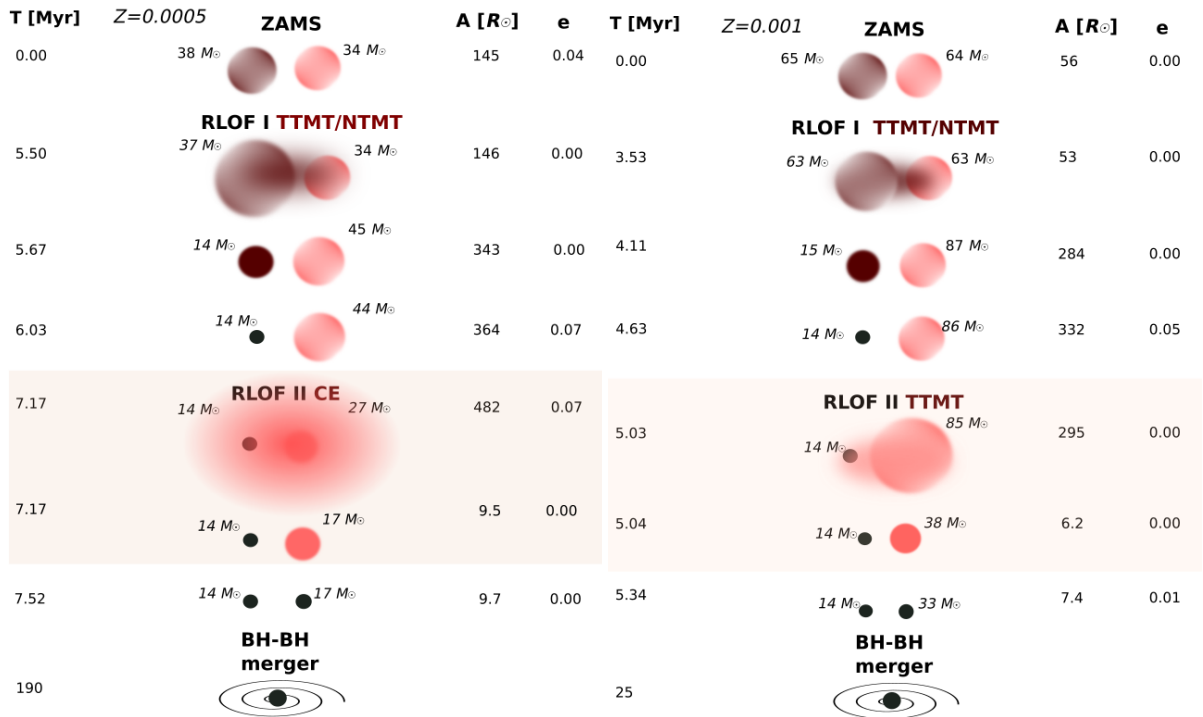 T [Myr] Z=0.0005 ZAMS A [R☉] e
0.00 38 M☉ 34 M☉ 145 0.04
RLOF I TTMT/NTMT
5.50 37 M☉ 34 M☉ 146 0.00
5.67 14 M☉ 45 M☉ 343 0.00
6.03 14 M☉ 44 M☉ 364 0.07
RLOF II CE
7.17 14 M☉ 27 M☉ 482 0.07
7.17 14 M☉ 17 M☉ 9.5 0.00
7.52 14 M☉ 17 M☉ 9.7 0.00
BH-BH
merger
190
T [Myr] Z=0.001 ZAMS A [R☉] e
0.00 65 M☉ 64 M☉ 56 0.00
RLOF I TTMT/NTMT
3.53 63 M☉ 63 M☉ 53 0.00
4.11 15 M☉ 87 M☉ 284 0.00
4.63 14 M☉ 86 M☉ 332 0.05
RLOF II TTMT
5.03 14 M☉ 85 M☉ 295 0.00
5.04 14 M☉ 38 M☉ 6.2 0.00
5.34 14 M☉ 33 M☉ 7.4 0.01
BH-BH
merger
25